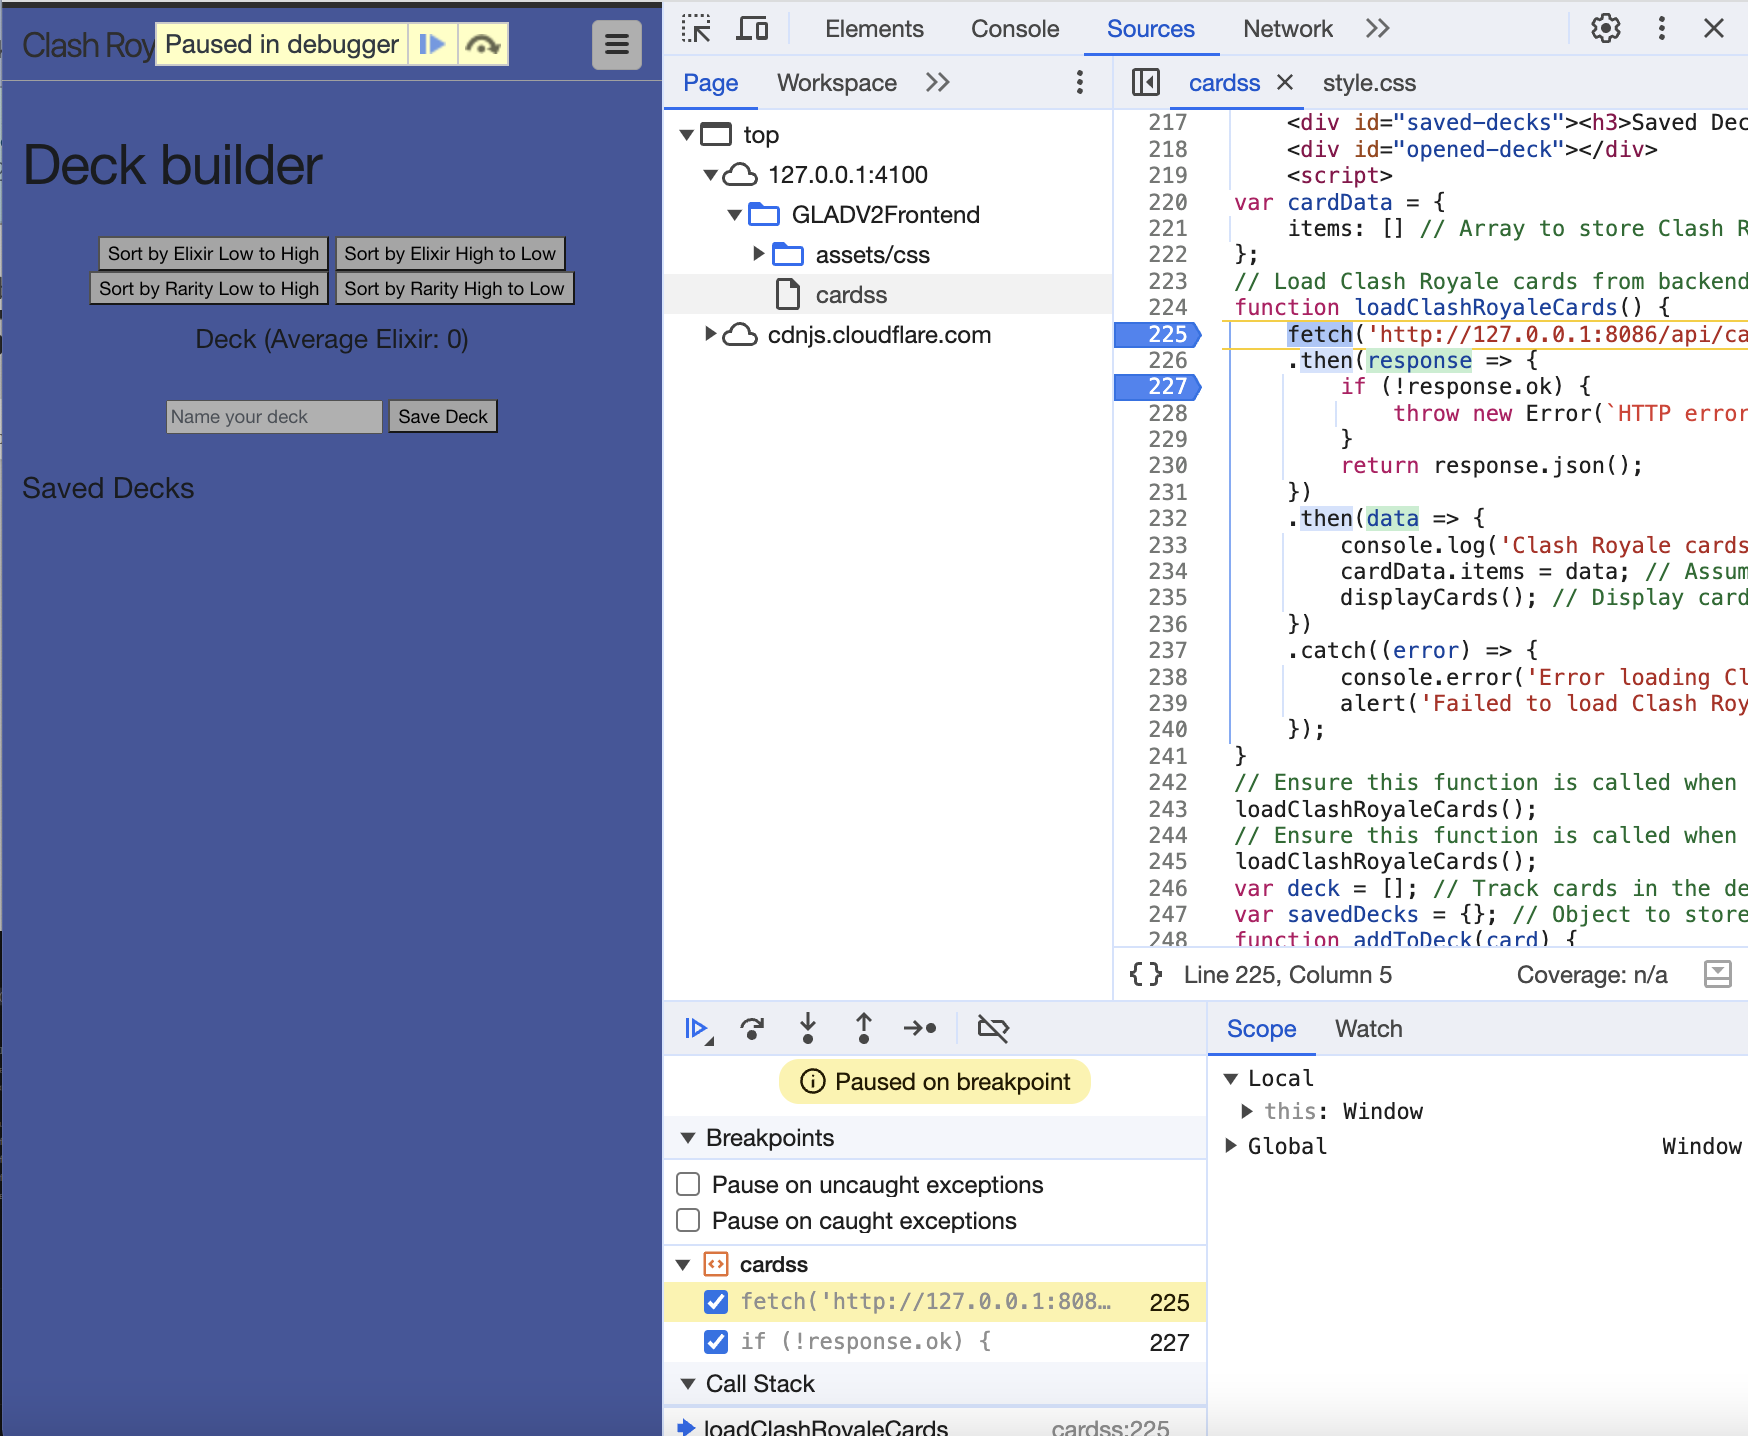 Clash Roy
Paused in debugger
Deck builder
Sort by Elixir Low to High
Sort by Elixir High to Low
Sort by Rarity Low to High
Sort by Rarity High to Low
Deck (Average Elixir: 0)
Name your deck
Save Deck
Saved Decks
Elements
Console
Sources
Network
Page
Workspace
top
127.0.0.1:4100
GLADV2Frontend
assets/css
cardss
cdnjs.cloudflare.com
cardss
style.css
217 <div id="saved-decks"><h3>Saved Dec
218 <div id="opened-deck"></div>
219 <script>
220 var cardData = {
221 items: [] // Array to store Clash R
222 };
223 // Load Clash Royale cards from backend
224 function loadClashRoyaleCards() {
225 fetch('http://127.0.0.1:8086/api/ca
226 .then(response => {
227 if (!response.ok) {
228 throw new Error(`HTTP error
229 }
230 return response.json();
231 })
232 .then(data => {
233 console.log('Clash Royale cards
234 cardData.items = data; // Assum
235 displayCards(); // Display card
236 })
237 .catch((error) => {
238 console.error('Error loading Cl
239 alert('Failed to load Clash Roy
240 });
241 }
242 // Ensure this function is called when
243 loadClashRoyaleCards();
244 // Ensure this function is called when
245 loadClashRoyaleCards();
246 var deck = []; // Track cards in the de
247 var savedDecks = {}; // Object to store
248 function addToDeck(card) {
{} Line 225, Column 5
Coverage: n/a
Paused on breakpoint
Breakpoints
Pause on uncaught exceptions
Pause on caught exceptions
cardss
fetch('http://127.0.0.1:808… 225
if (!response.ok) { 227
Call Stack
loadClashRoyaleCards cardss:225
Scope
Watch
Local
this: Window
Global Window